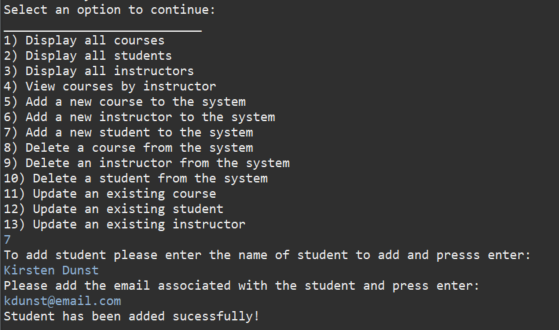 Select an option to continue:
__________________________
1) Display all courses
2) Display all students
3) Display all instructors
4) View courses by instructor
5) Add a new course to the system
6) Add a new instructor to the system
7) Add a new student to the system
8) Delete a course from the system
9) Delete an instructor from the system
10) Delete a student from the system
11) Update an existing course
12) Update an existing student
13) Update an existing instructor
7
To add student please enter the name of student to add and presss enter:
Kirsten Dunst
Please add the email associated with the student and press enter:
kdunst@email.com
Student has been added sucessfully!